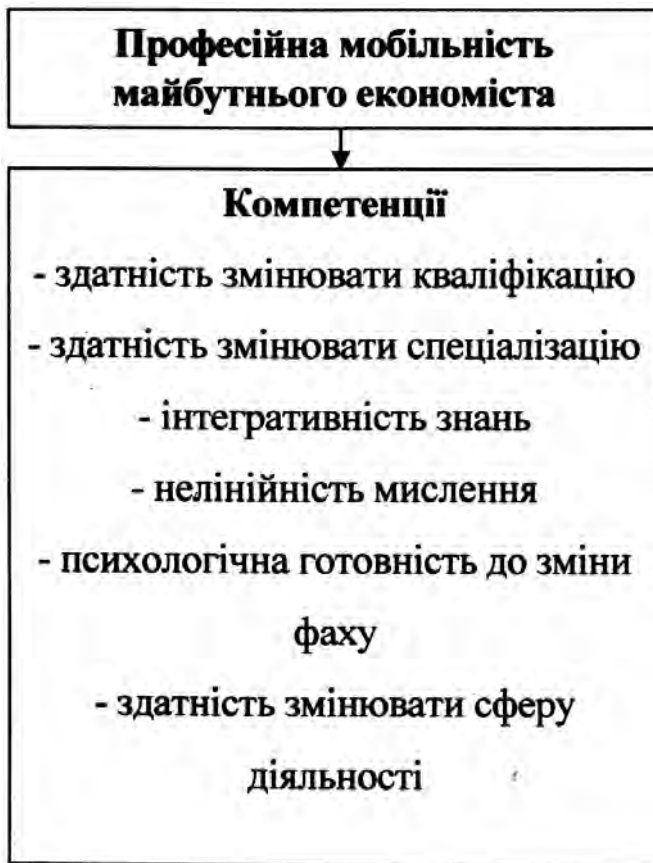 Професійна мобільність
майбутнього економіста
Компетенції
- здатність змінювати кваліфікацію
- здатність змінювати спеціалізацію
- інтегративність знань
- нелінійність мислення
- психологічна готовність до зміни
фаху
- здатність змінювати сферу
діяльності